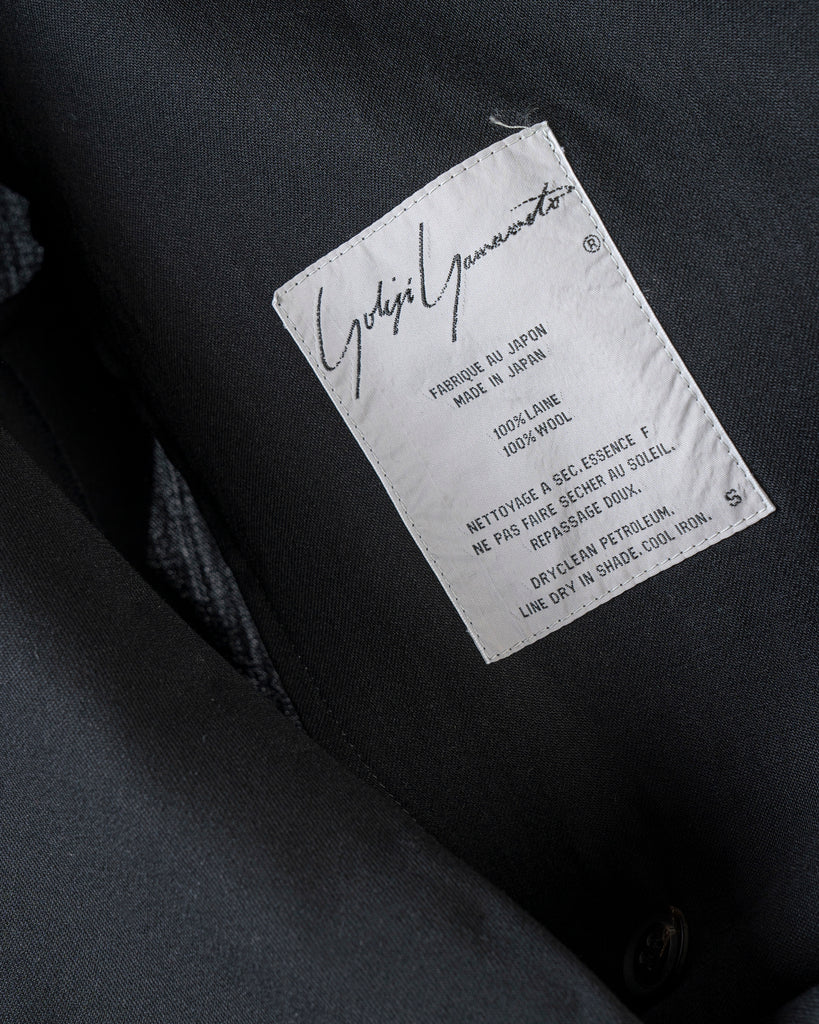 Yohji Yamamoto ®
FABRIQUE AU JAPON
MADE IN JAPAN
100% LAINE
100% WOOL
NETTOYAGE A SEC. ESSENCE F
NE PAS FAIRE SECHER AU SOLEIL.
REPASSAGE DOUX.
DRYCLEAN PETROLEUM.
LINE DRY IN SHADE. COOL IRON.
S